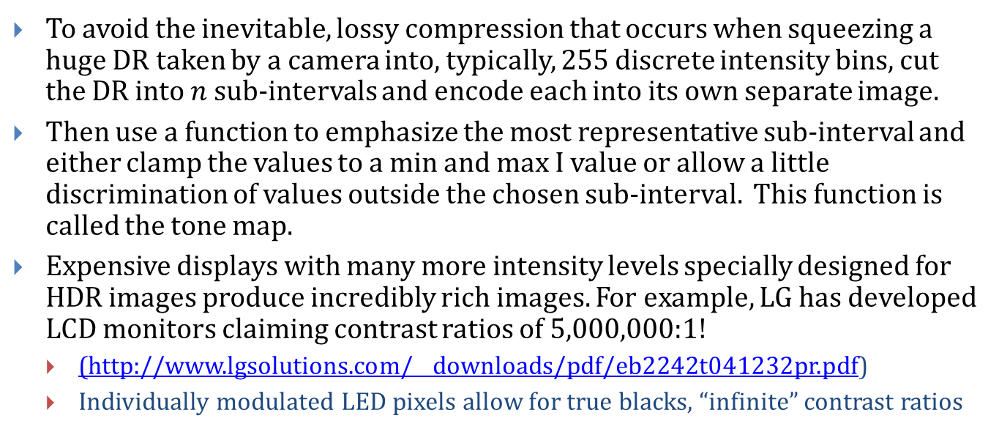 To avoid the inevitable, lossy compression that occurs when squeezing a
huge DR taken by a camera into, typically, 255 discrete intensity bins, cut
the DR into n sub-intervals and encode each into its own separate image.
Then use a function to emphasize the most representative sub-interval and
either clamp the values to a min and max I value or allow a little
discrimination of values outside the chosen sub-interval.  This function is
called the tone map.
Expensive displays with many more intensity levels specially designed for
HDR images produce incredibly rich images. For example, LG has developed
LCD monitors claiming contrast ratios of 5,000,000:1!
(http://www.lgsolutions.com/__downloads/pdf/eb2242t041232pr.pdf)
Individually modulated LED pixels allow for true blacks, “infinite” contrast ratios